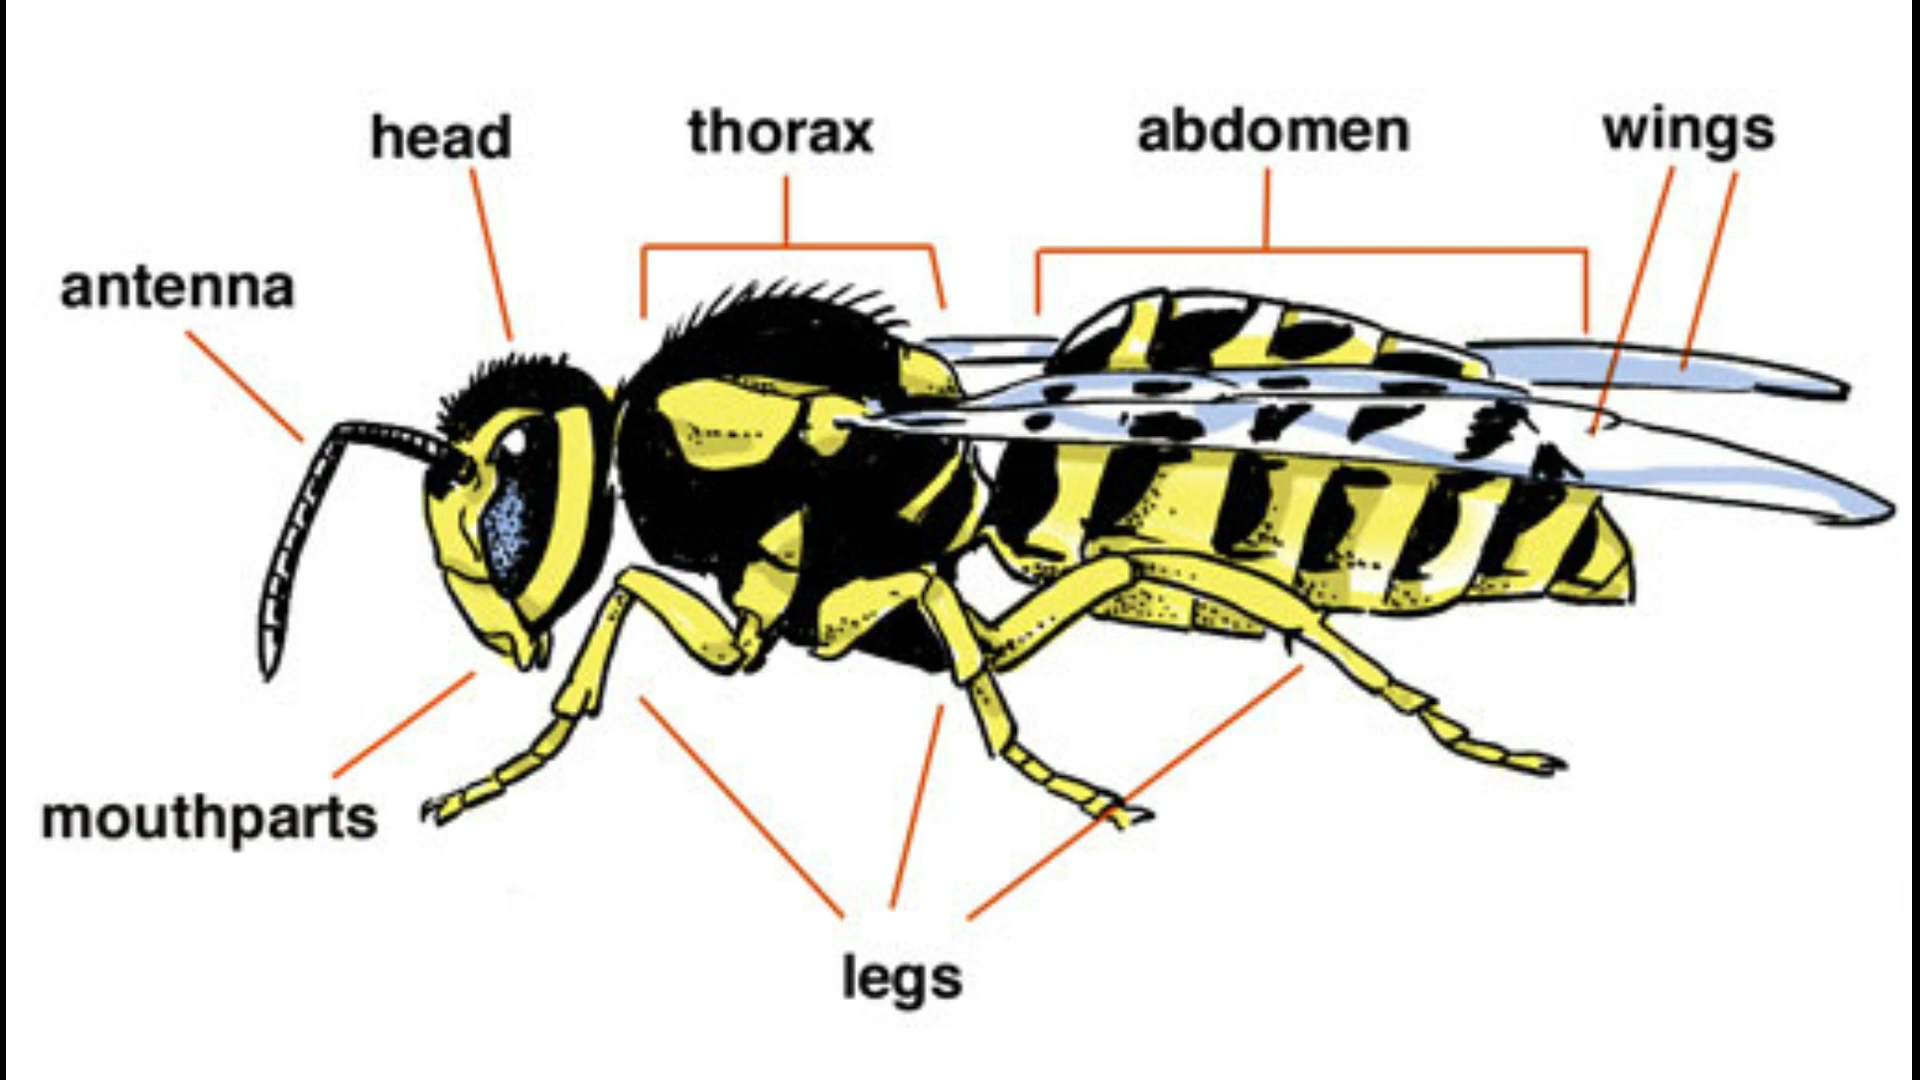 head
thorax
abdomen
wings
antenna
mouthparts
legs